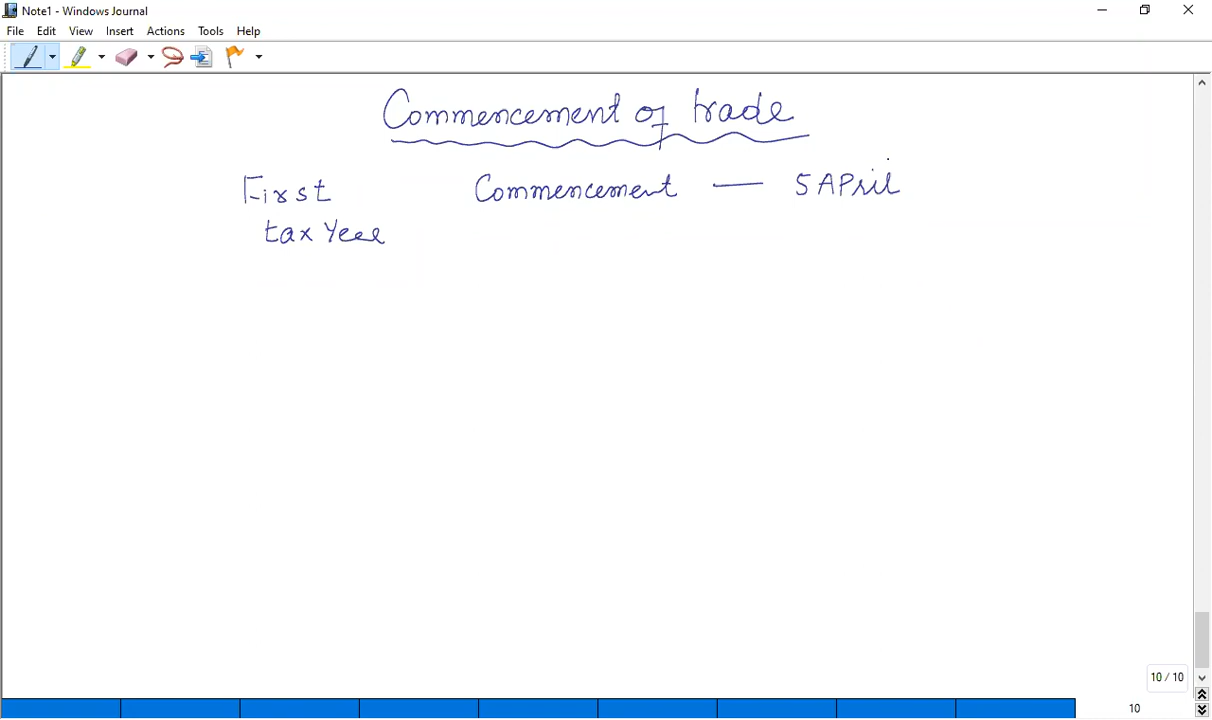 Note1 - Windows Journal
File Edit View Insert Actions Tools Help
Commencement of trade
First Commencement — 5 APril
tax Year
10 / 10
10